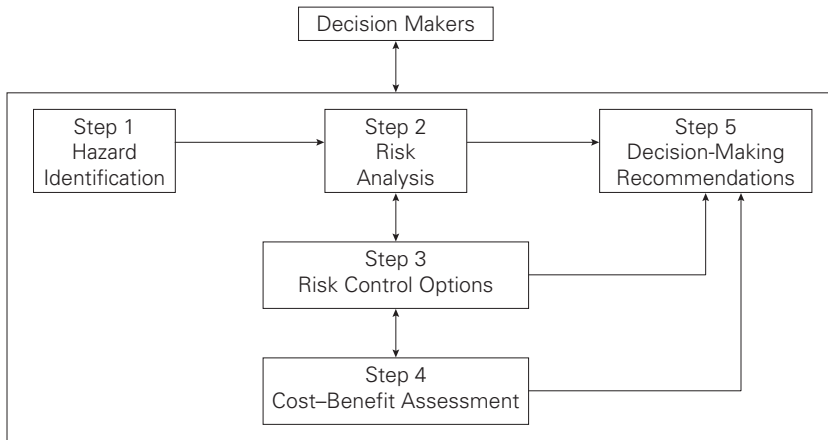 Decision Makers
Step 1
Hazard
Identification
Step 2
Risk
Analysis
Step 5
Decision-Making
Recommendations
Step 3
Risk Control Options
Step 4
Cost–Benefit Assessment